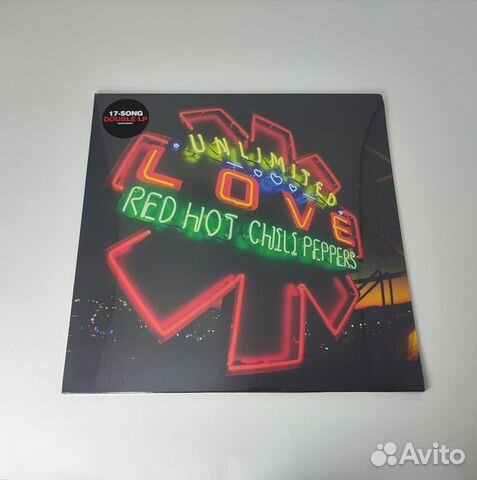 17-SONG
DOUBLE LP
UNLIMITED
LOVE
RED HOT CHILI PEPPERS
Avito